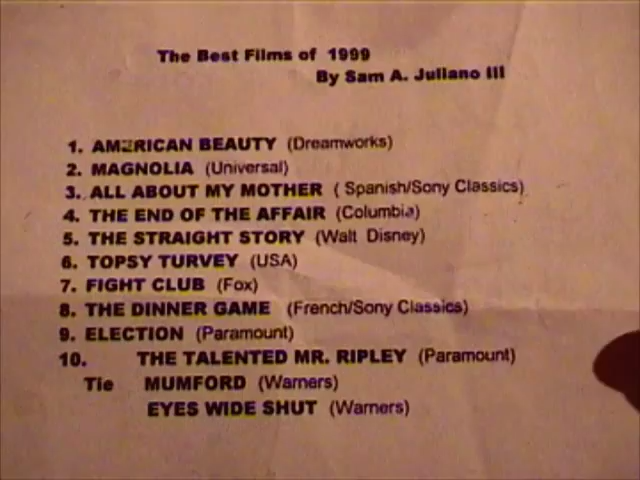 The Best Films of 1999
By Sam A. Juliano III
1. AMERICAN BEAUTY (Dreamworks)
2. MAGNOLIA (Universal)
3. ALL ABOUT MY MOTHER ( Spanish/Sony Classics)
4. THE END OF THE AFFAIR (Columbia)
5. THE STRAIGHT STORY (Walt Disney)
6. TOPSY TURVEY (USA)
7. FIGHT CLUB (Fox)
8. THE DINNER GAME (French/Sony Classics)
9. ELECTION (Paramount)
10. THE TALENTED MR. RIPLEY (Paramount)
Tie MUMFORD (Warners)
EYES WIDE SHUT (Warners)